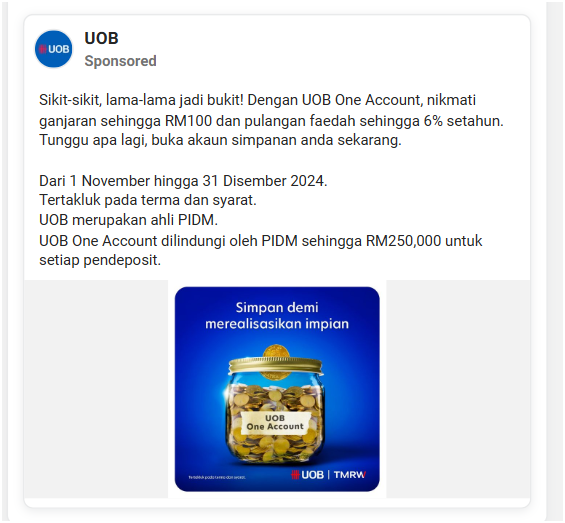 UOB
UOB
Sponsored
Sikit-sikit, lama-lama jadi bukit! Dengan UOB One Account, nikmati
ganjaran sehingga RM100 dan pulangan faedah sehingga 6% setahun.
Tunggu apa lagi, buka akaun simpanan anda sekarang.
Dari 1 November hingga 31 Disember 2024.
Tertakluk pada terma dan syarat.
UOB merupakan ahli PIDM.
UOB One Account dilindungi oleh PIDM sehingga RM250,000 untuk
setiap pendeposit.
Simpan demi
merealisasikan impian
UOB
One Account
Tertakluk pada terma dan syarat.
UOB | TMRW